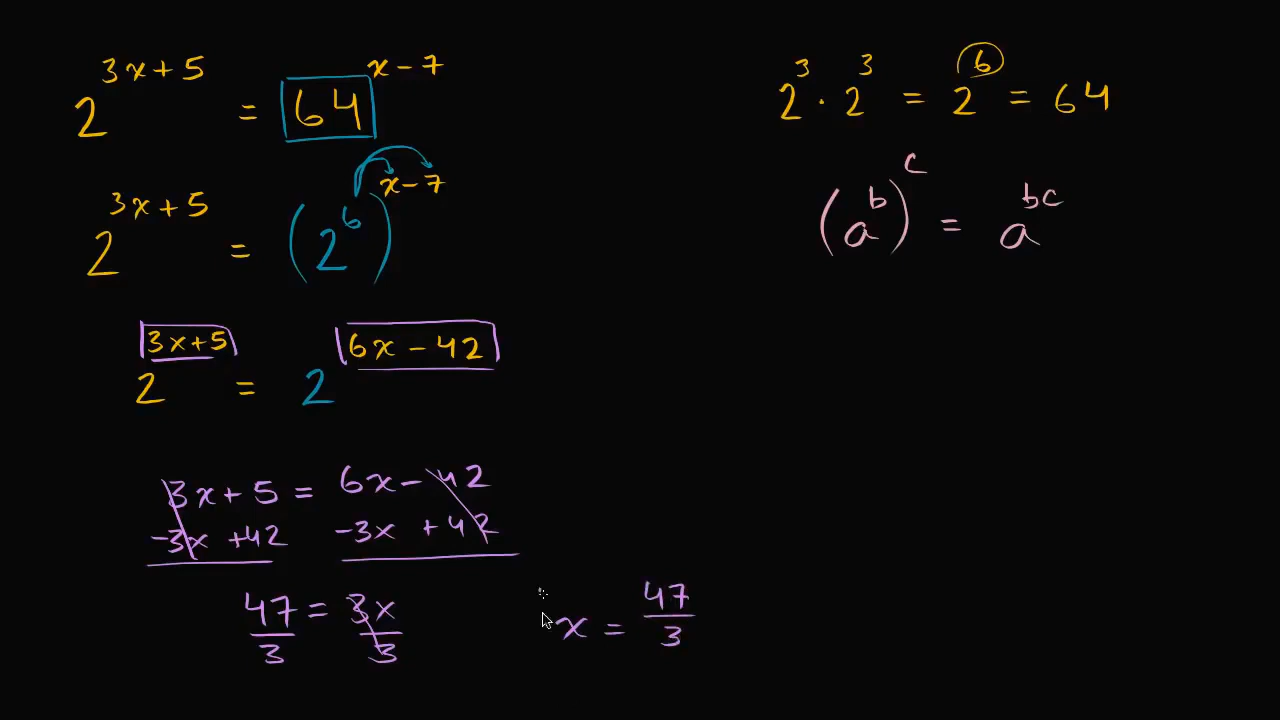 2^{3x+5} = 64^{x-7}
2^{3x+5} = (2^6)^{x-7}
2^{3x+5} = 2^{6x-42}
3x+5 = 6x-42
-3x +42 -3x +42
47 = 3x
3 3
x = 47/3
2^3 · 2^3 = 2^6 = 64
(a^b)^c = a^{bc}